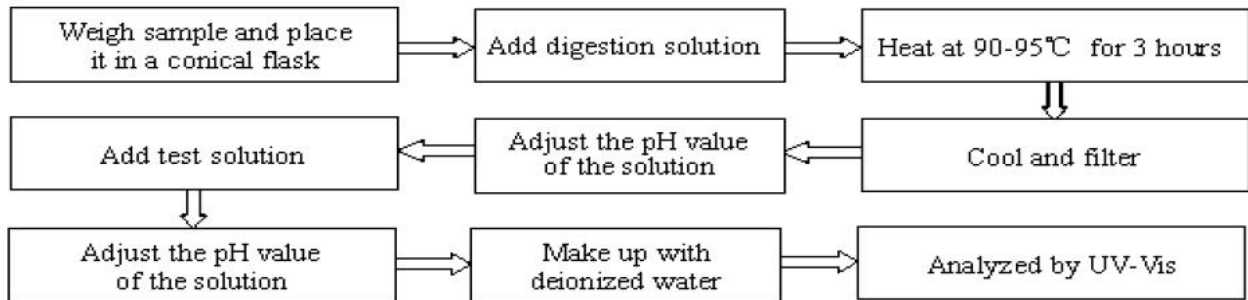 Weigh sample and place
it in a conical flask
Add digestion solution
Heat at 90-95℃ for 3 hours
Cool and filter
Adjust the pH value
of the solution
Add test solution
Adjust the pH value
of the solution
Make up with
deionized water
Analyzed by UV-Vis